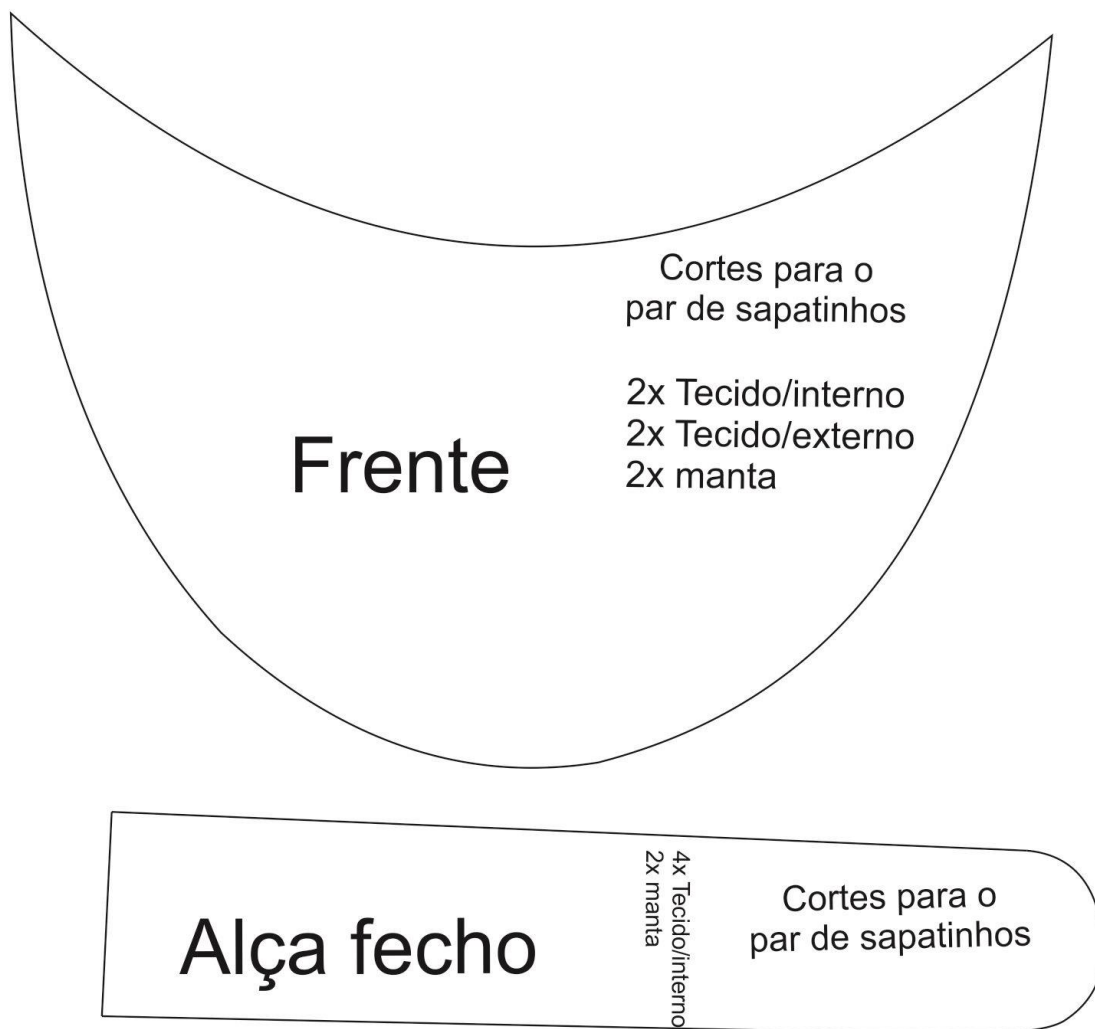 Cortes para o
par de sapatinhos
2x Tecido/interno
2x Tecido/externo
2x manta
Frente
Alça fecho
4x Tecido/interno
2x manta
Cortes para o
par de sapatinhos